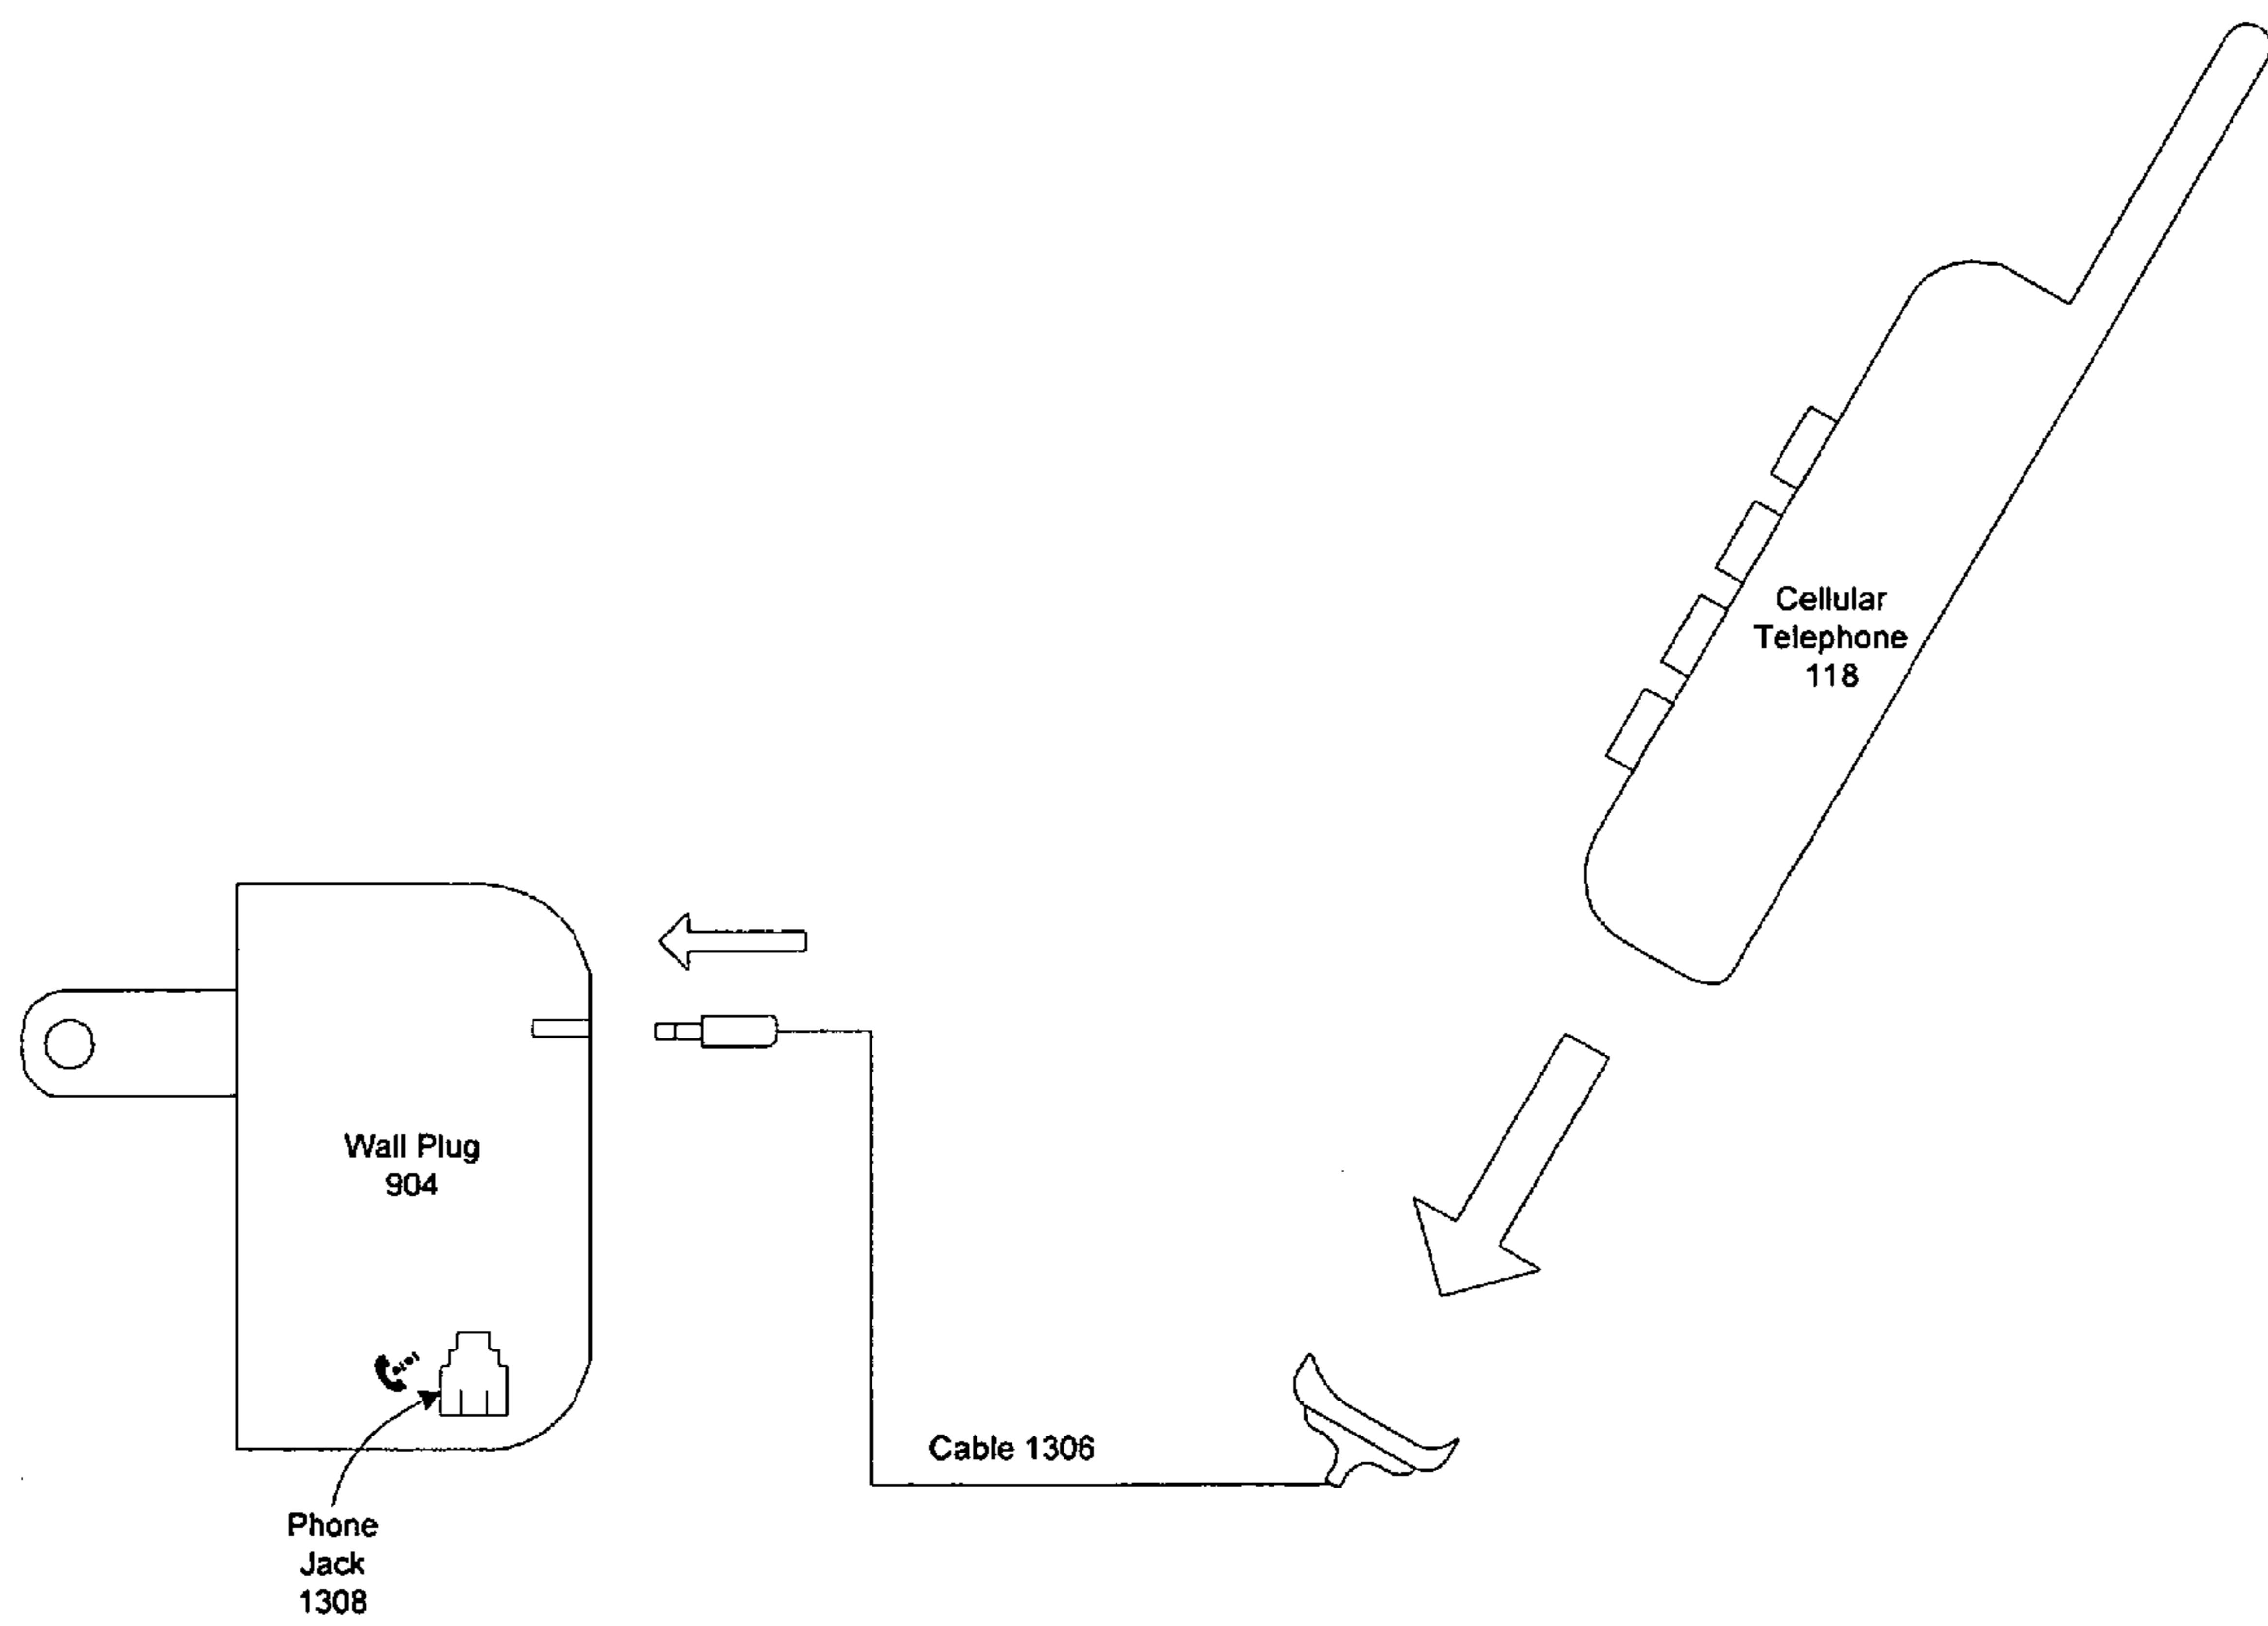 Cellular
Telephone
118
Wall Plug
904
Cable 1306
Phone
Jack
1308